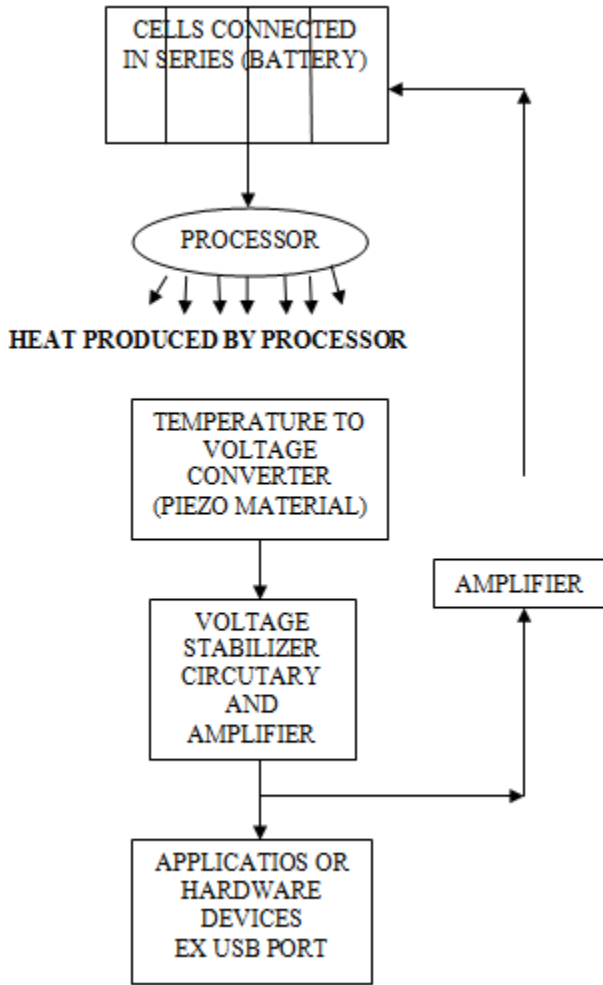 CELLS CONNECTED
IN SERIES (BATTERY)
PROCESSOR
HEAT PRODUCED BY PROCESSOR
TEMPERATURE TO
VOLTAGE
CONVERTER
(PIEZO MATERIAL)
AMPLIFIER
VOLTAGE
STABILIZER
CIRCUTARY
AND
AMPLIFIER
APPLICATIOS OR
HARDWARE
DEVICES
EX USB PORT